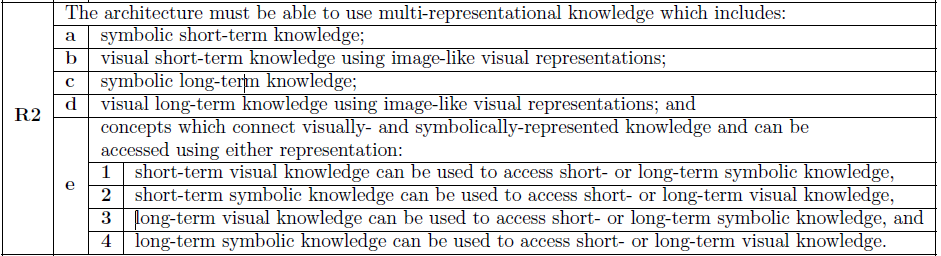 The architecture must be able to use multi-representational knowledge which includes:
a symbolic short-term knowledge;
b visual short-term knowledge using image-like visual representations;
c symbolic long-term knowledge;
R2
d visual long-term knowledge using image-like visual representations; and
concepts which connect visually- and symbolically-represented knowledge and can be
accessed using either representation:
e
1 short-term visual knowledge can be used to access short- or long-term symbolic knowledge,
2 short-term symbolic knowledge can be used to access short- or long-term visual knowledge,
3 long-term visual knowledge can be used to access short- or long-term symbolic knowledge, and
4 long-term symbolic knowledge can be used to access short- or long-term visual knowledge.